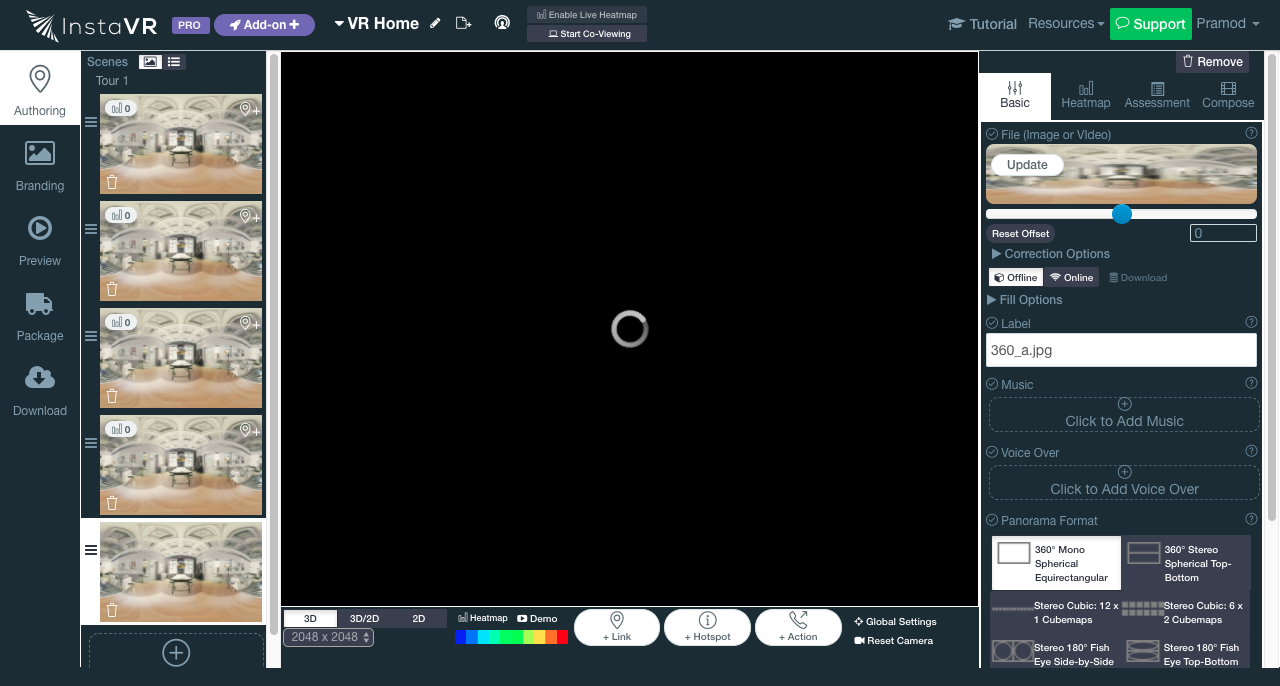 InstaVR PRO Add-on VR Home Enable Live Heatmap Tutorial Resources Support Pramod
Start Co-Viewing
Scenes
Tour 1
Remove
Authoring
Branding
Preview
Package
Download
0
0
0
0
3D 3D/2D 2D Heatmap Demo
2048 x 2048
+ Link + Hotspot + Action
Global Settings
Reset Camera
Basic Heatmap Assessment Compose
File (Image or VIdeo)
Update
Reset Offset 0
Correction Options
Offline Online Download
Fill Options
Label
360_a.jpg
Music
Click to Add Music
Voice Over
Click to Add Voice Over
Panorama Format
360° Mono
Spherical
Equirectangular
360° Stereo
Spherical Top-
Bottom
Stereo Cubic: 12 x
1 Cubemaps
Stereo Cubic: 6 x
2 Cubemaps
Stereo 180° Fish
Eye Side-by-Side
Stereo 180° Fish
Eye Top-Bottom